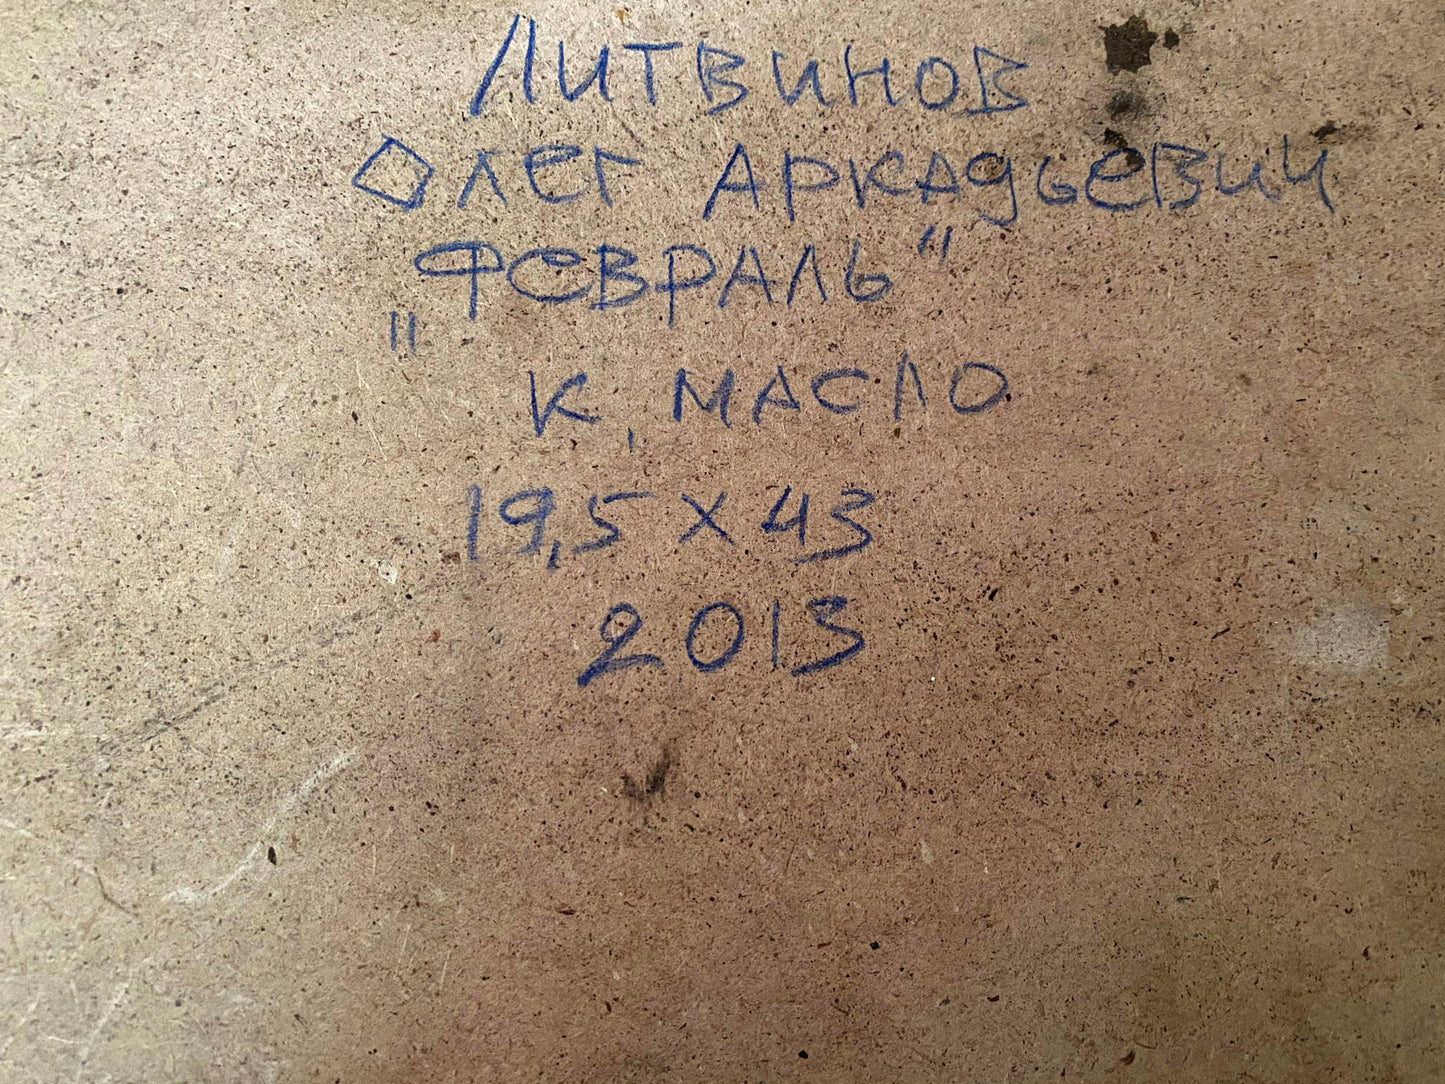 Литвинов
Олег Аркадьевич
„Февраль"
к, масло
19,5 х 43
2013